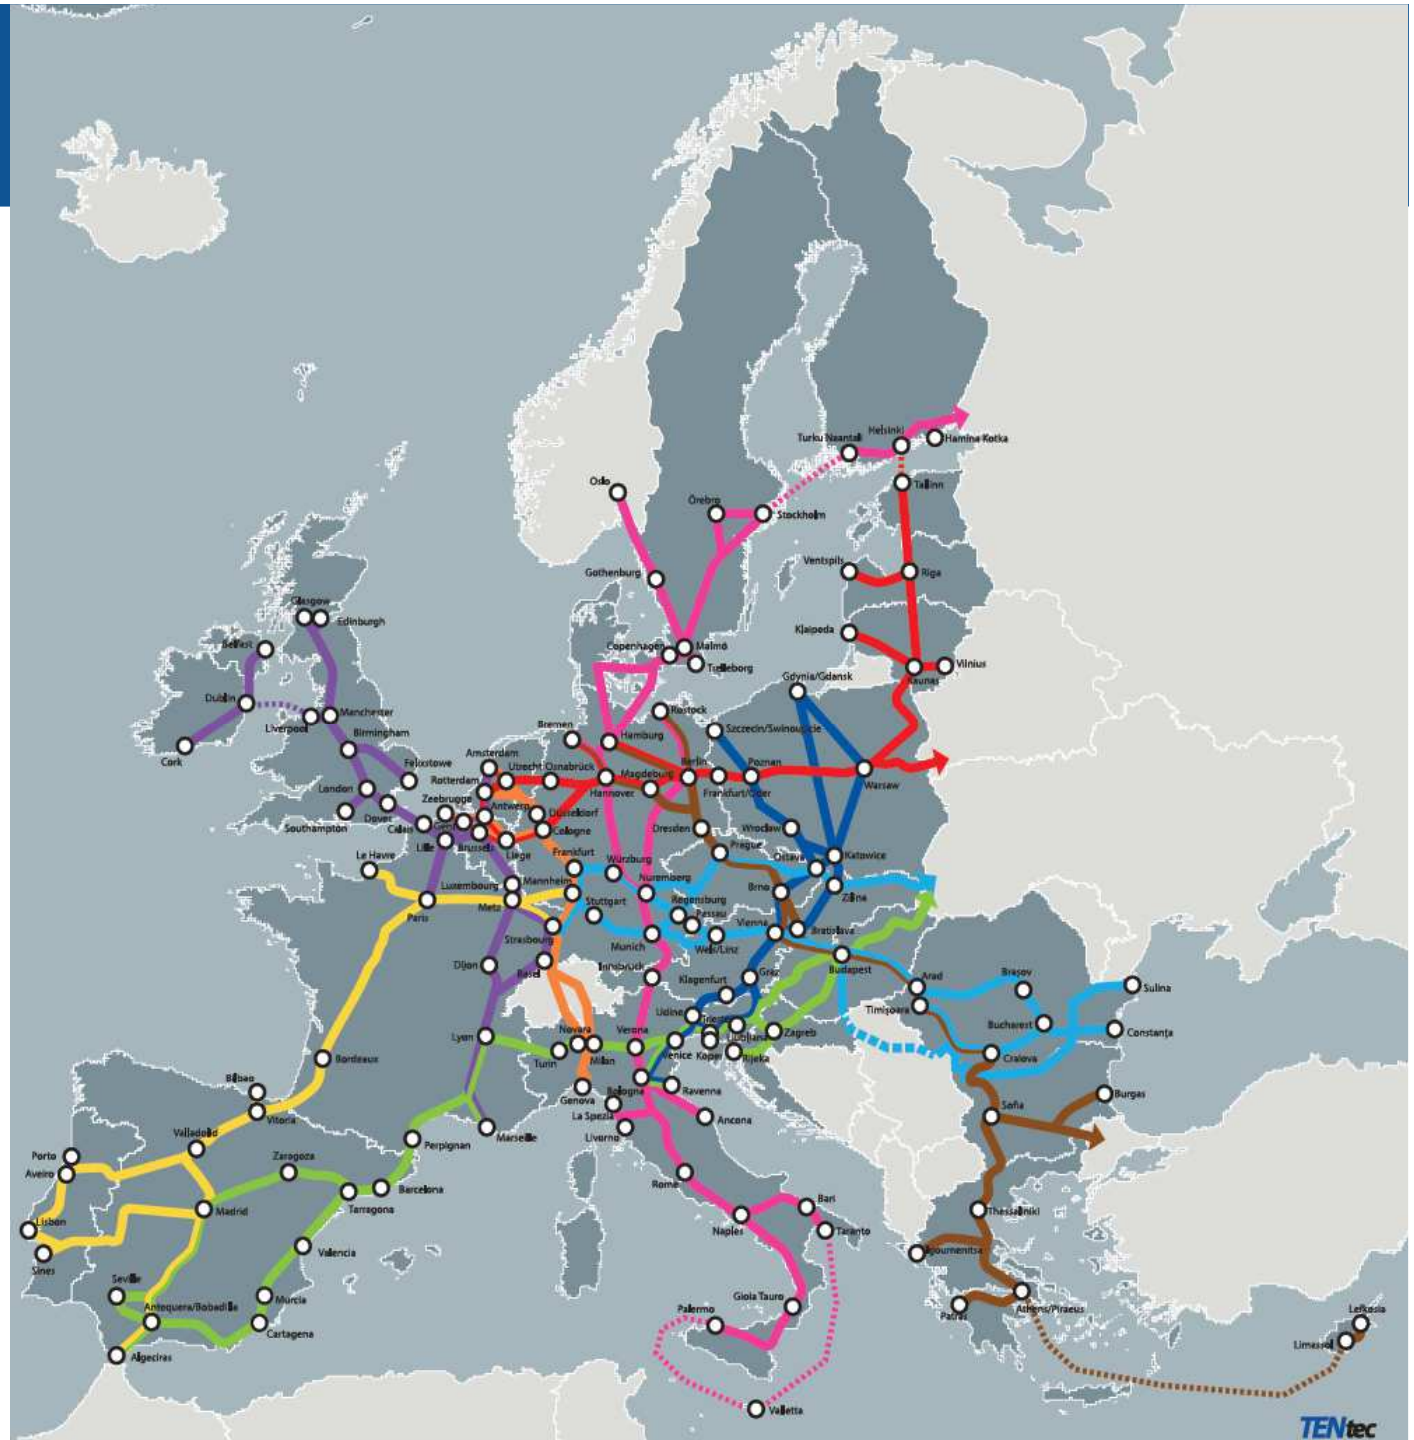 Helsinki
Turku Naantali
Hamina Kotka
Oslo
Örebro
Tallinn
Stockholm
Ventspils
Riga
Gothenburg
Glasgow
Edinburgh
Klaipeda
Belfast
Copenhagen
Malmö
Trelleborg
Vilnius
Kaunas
Gdynia/Gdansk
Dublin
Rostock
Liverpool
Manchester
Bremen
Szczecin/Swinoujscie
Birmingham
Hamburg
Cork
Amsterdam
Felixstowe
Utrecht
Osnabrück
Berlin
Poznan
Rotterdam
Magdeburg
London
Hannover
Frankfurt/Oder
Warsaw
Zeebrugge
Antwerp
Düsseldorf
Southampton
Dover
Calais
Gent
Cologne
Dresden
Wroclaw
Lille
Brussels
Liege
Prague
Le Havre
Frankfurt
Würzburg
Ostava
Katowice
Luxembourg
Mannheim
Nuremberg
Brno
Zilina
Metz
Stuttgart
Regensburg
Paris
Passau
Vienna
Bratislava
Strasbourg
Munich
Wels/Linz
Dijon
Basel
Innsbruck
Budapest
Klagenfurt
Graz
Arad
Brașov
Sulina
Timișoara
Udine
Trieste
Bucharest
Constanța
Lyon
Novara
Verona
Ljubljana
Zagreb
Turin
Milan
Venice
Koper
Rijeka
Craiova
Bordeaux
Bilbao
Genova
Bologna
Ravenna
Burgas
Vitoria
La Spezia
Ancona
Sofia
Valladolid
Marseille
Livorno
Perpignan
Porto
Zaragoza
Aveiro
Rome
Barcelona
Madrid
Tarragona
Bari
Thessaloniki
Lisbon
Naples
Taranto
Valencia
Igoumenitsa
Sines
Seville
Murcia
Gioia Tauro
Antequera/Bobadilla
Palermo
Patras
Athens/Piraeus
Lefkosia
Cartagena
Limassol
Algeciras
Valletta
TENtec